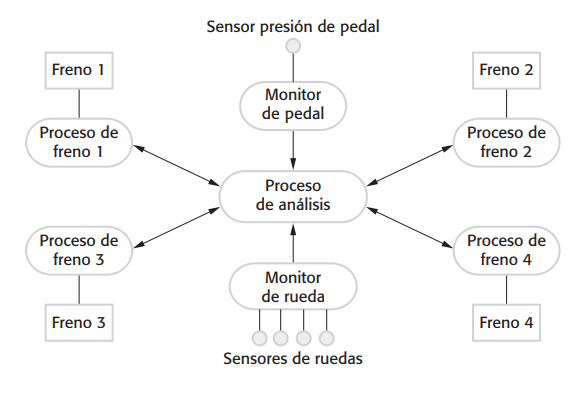 Sensor presión de pedal
Freno 1
Freno 2
Monitor
de pedal
Proceso de
freno 1
Proceso de
freno 2
Proceso
de análisis
Proceso de
freno 3
Proceso de
freno 4
Monitor
de rueda
Freno 3
Freno 4
Sensores de ruedas